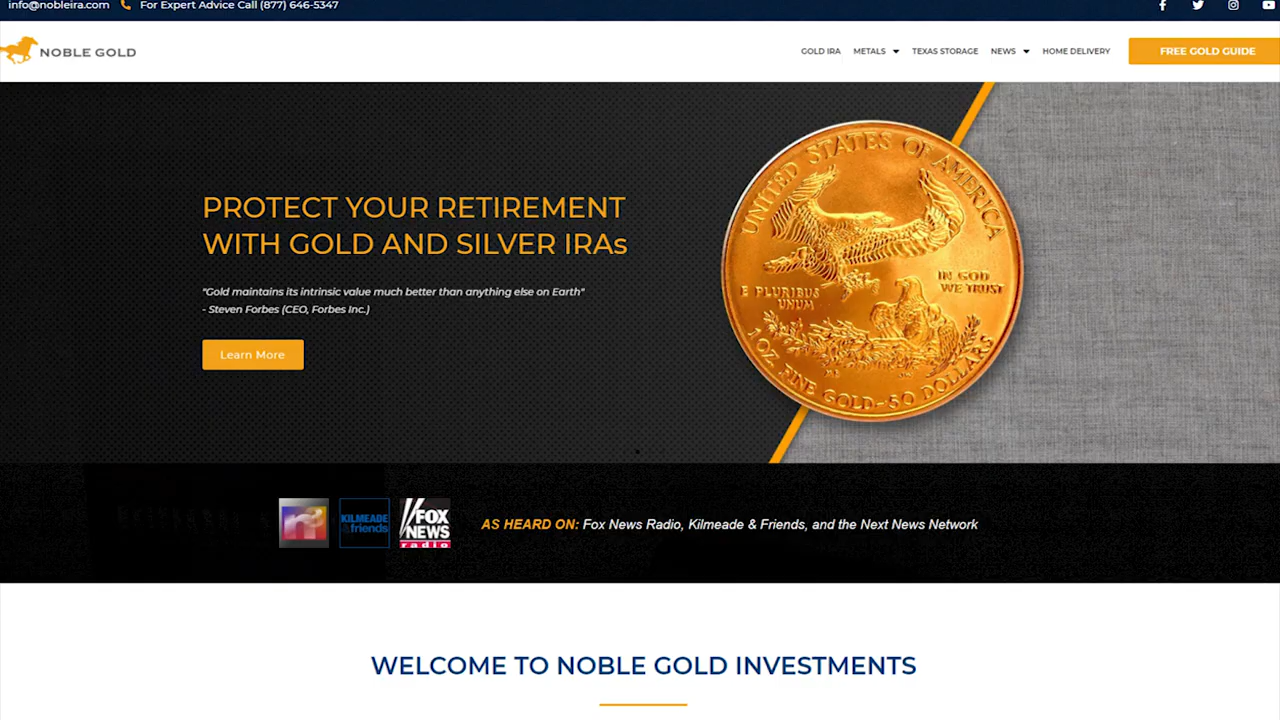 info@nobleira.com For Expert Advice Call (877) 646-5347
NOBLE GOLD
GOLD IRA METALS TEXAS STORAGE NEWS HOME DELIVERY FREE GOLD GUIDE
PROTECT YOUR RETIREMENT
WITH GOLD AND SILVER IRAs
"Gold maintains its intrinsic value much better than anything else on Earth"
- Steven Forbes (CEO, Forbes Inc.)
Learn More
UNITED STATES OF AMERICA
IN GOD
WE TRUST
E PLURIBUS
UNUM
1 OZ. FINE GOLD–50 DOLLARS
KILMEADE
&friends
FOX
NEWS
radio
AS HEARD ON: Fox News Radio, Kilmeade & Friends, and the Next News Network
WELCOME TO NOBLE GOLD INVESTMENTS